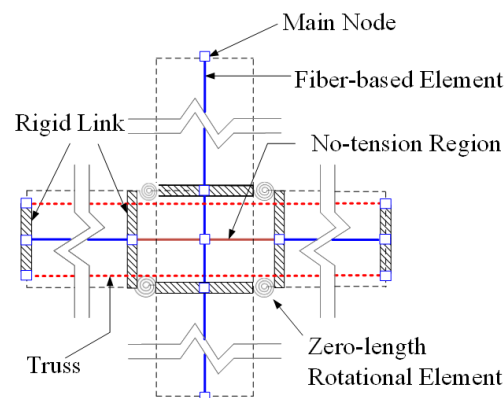 Main Node
Fiber-based Element
Rigid Link
No-tension Region
Truss
Zero-length
Rotational Element